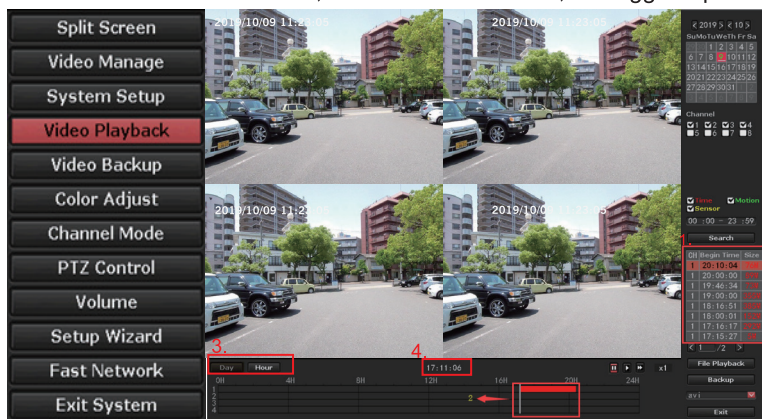 Split Screen
Video Manage
System Setup
Video Playback
Video Backup
Color Adjust
Channel Mode
PTZ Control
Volume
Setup Wizard
Fast Network
Exit System
2019/10/09 11:23:05
2019/10/09 11:23:05
2019/10/09 11:23:05
2019/10/09 11:23:05
< 2019 > < 10 >
Su Mo Tu We Th Fr Sa
1 2 3 4 5
6 7 8 9 10 11 12
13 14 15 16 17 18 19
20 21 22 23 24 25 26
27 28 29 30 31
Channel
1 2 3 4
5 6 7 8
Time Motion
Sensor
00 :00 - 23 :59
Search
1
CH Begin Time Size
1 20:10:04
1 20:00:00
1 19:46:34
1 19:00:00
1 18:16:51
1 18:00:01
1 17:16:17
1 17:15:27
< 1 /2 >
File Playback
Backup
avi
Exit
3.
Day Hour
4.
17:11:06
x1
0H 4H 8H 12H 16H 20H 24H
1
2
3
4
2